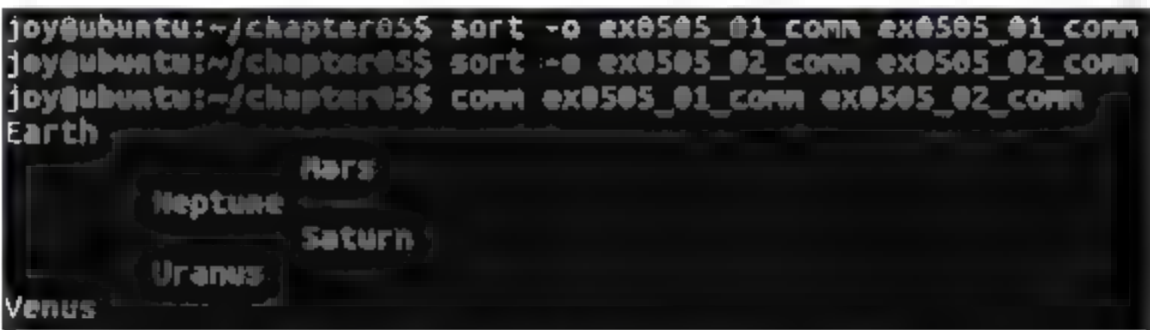 joy@ubuntu:~/chapter05$ sort -o ex0505_01_comm ex0505_01_comm
joy@ubuntu:~/chapter05$ sort -o ex0505_02_comm ex0505_02_comm
joy@ubuntu:~/chapter05$ comm ex0505_01_comm ex0505_02_comm
Earth
Mars
Neptune
Saturn
Uranus
Venus